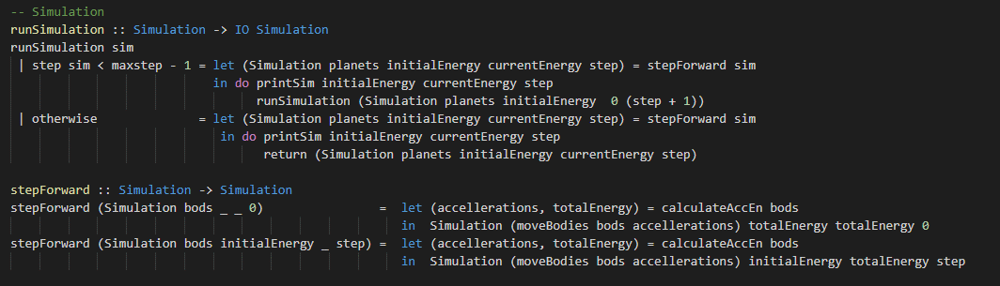 -- Simulation
runSimulation :: Simulation -> IO Simulation
runSimulation sim
| step sim < maxstep - 1 = let (Simulation planets initialEnergy currentEnergy step) = stepForward sim
in do printSim initialEnergy currentEnergy step
runSimulation (Simulation planets initialEnergy  0 (step + 1))
| otherwise              = let (Simulation planets initialEnergy currentEnergy step) = stepForward sim
in do printSim initialEnergy currentEnergy step
return (Simulation planets initialEnergy currentEnergy step)
stepForward :: Simulation -> Simulation
stepForward (Simulation bods _ _ 0)                =  let (accellerations, totalEnergy) = calculateAccEn bods
in  Simulation (moveBodies bods accellerations) totalEnergy totalEnergy 0
stepForward (Simulation bods initialEnergy _ step) =  let (accellerations, totalEnergy) = calculateAccEn bods
in  Simulation (moveBodies bods accellerations) initialEnergy totalEnergy step